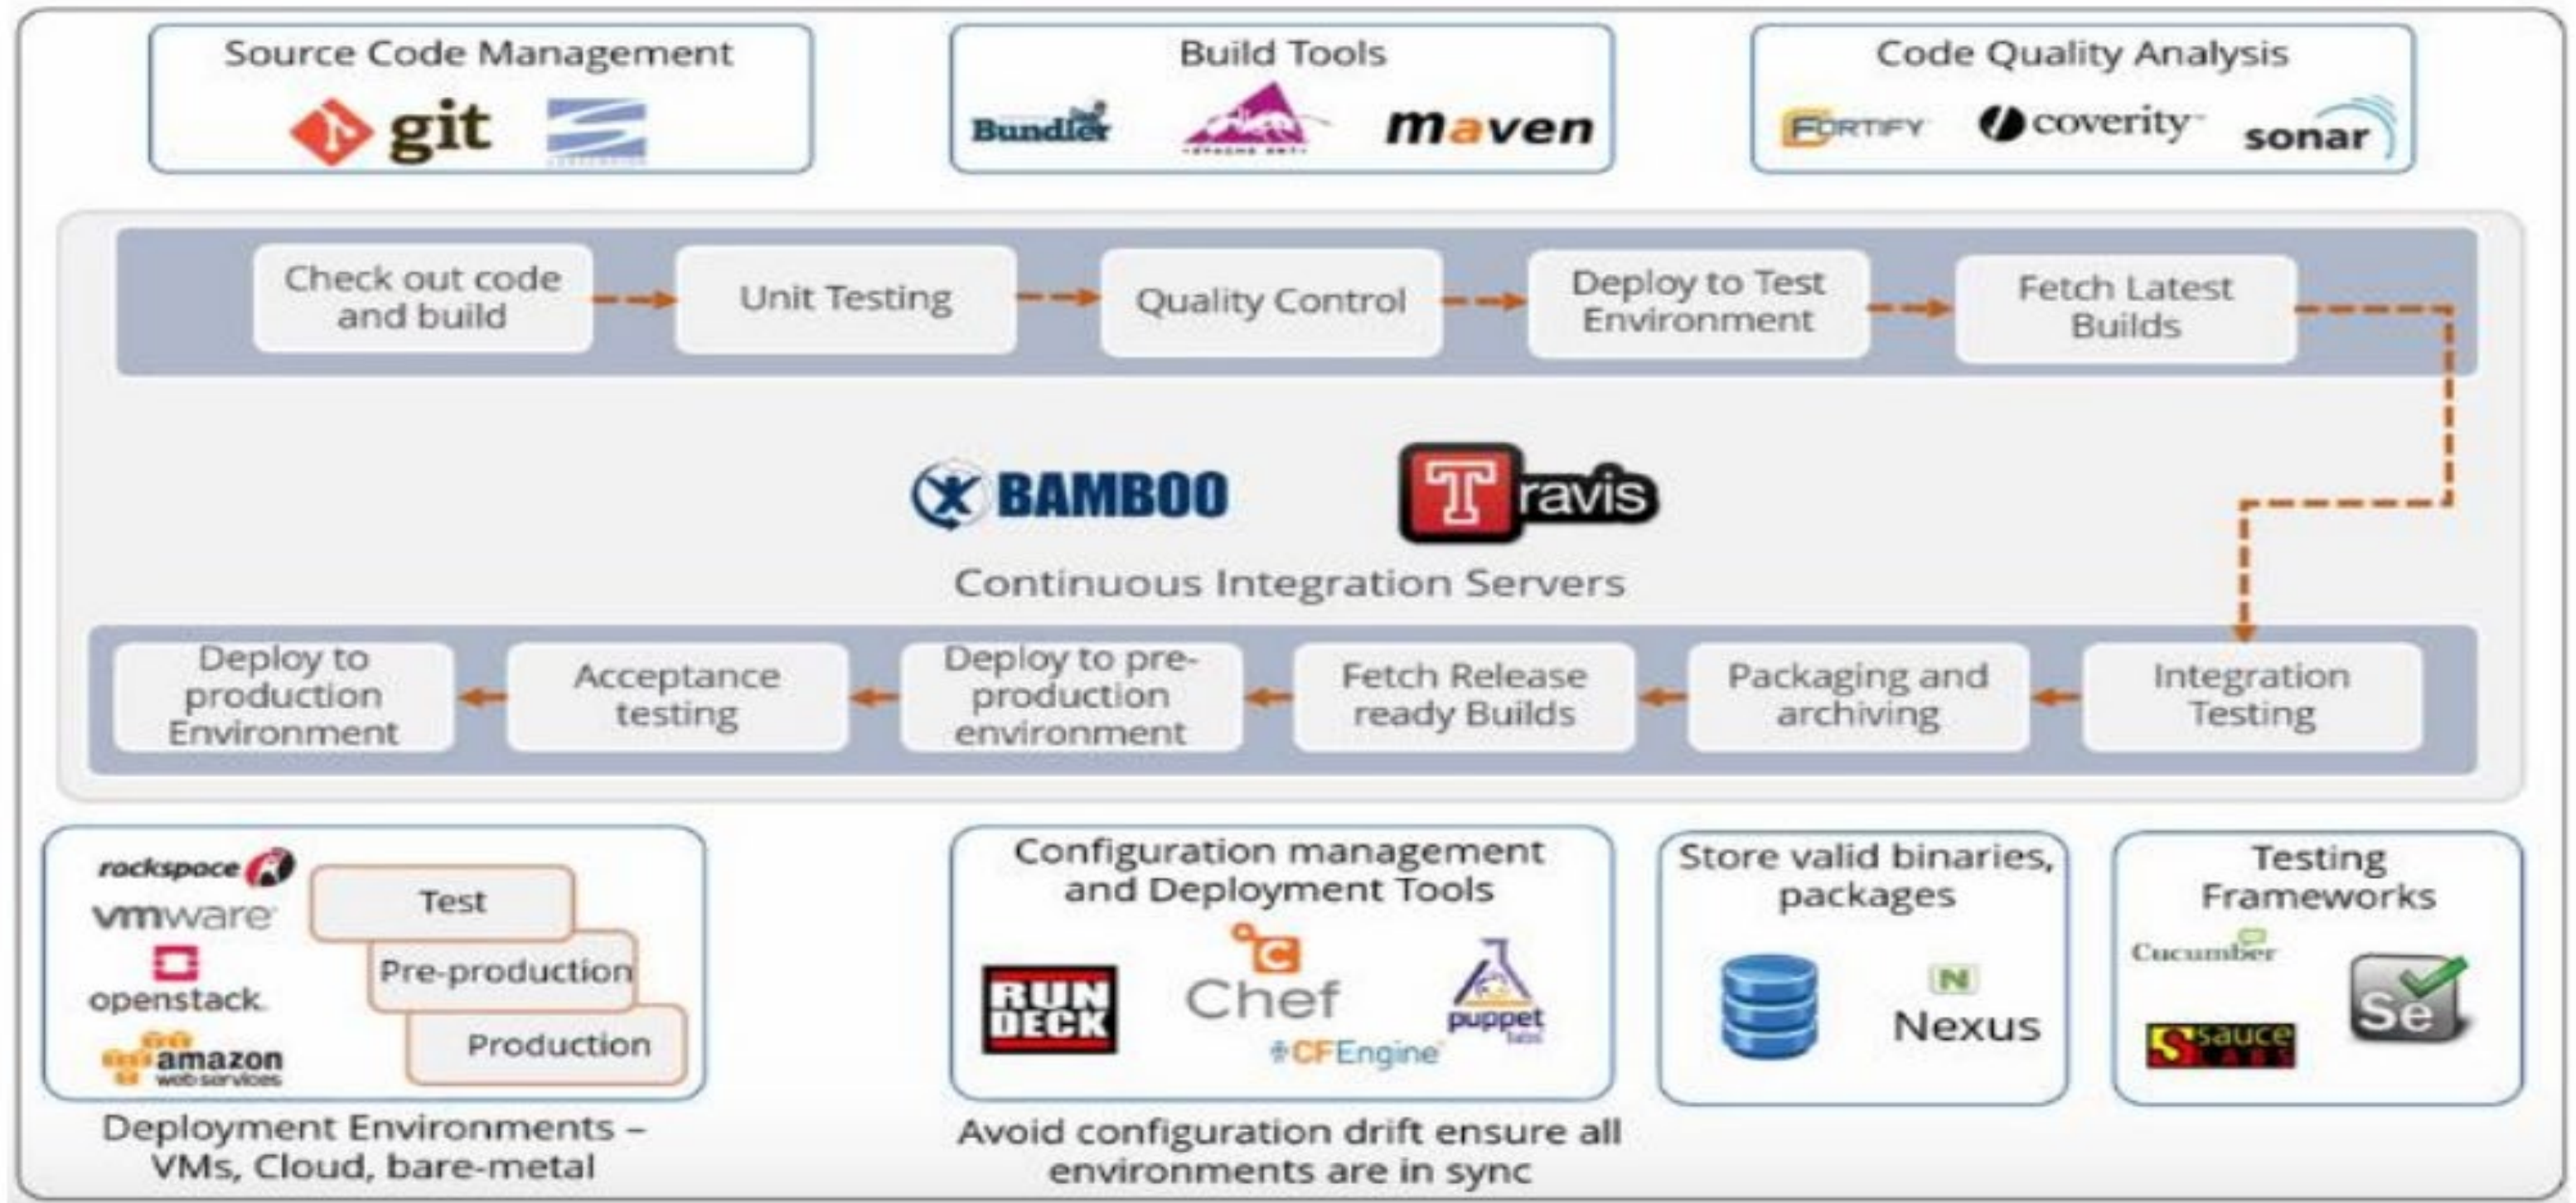 Source Code Management
git
Build Tools
Bundler
APACHE ANT
maven
Code Quality Analysis
FORTIFY
coverity
sonar
Check out code
and build
Unit Testing
Quality Control
Deploy to Test
Environment
Fetch Latest
Builds
BAMBOO
Travis
Continuous Integration Servers
Deploy to
production
Environment
Acceptance
testing
Deploy to pre-
production
environment
Fetch Release
ready Builds
Packaging and
archiving
Integration
Testing
rackspace
vmware
openstack.
amazon
web services
Test
Pre-production
Production
Deployment Environments –
VMs, Cloud, bare-metal
Configuration management
and Deployment Tools
RUN
DECK
Chef
CFEngine
puppet
labs
Avoid configuration drift ensure all
environments are in sync
Store valid binaries,
packages
N
Nexus
Testing
Frameworks
Cucumber
sauce
LABS
Se